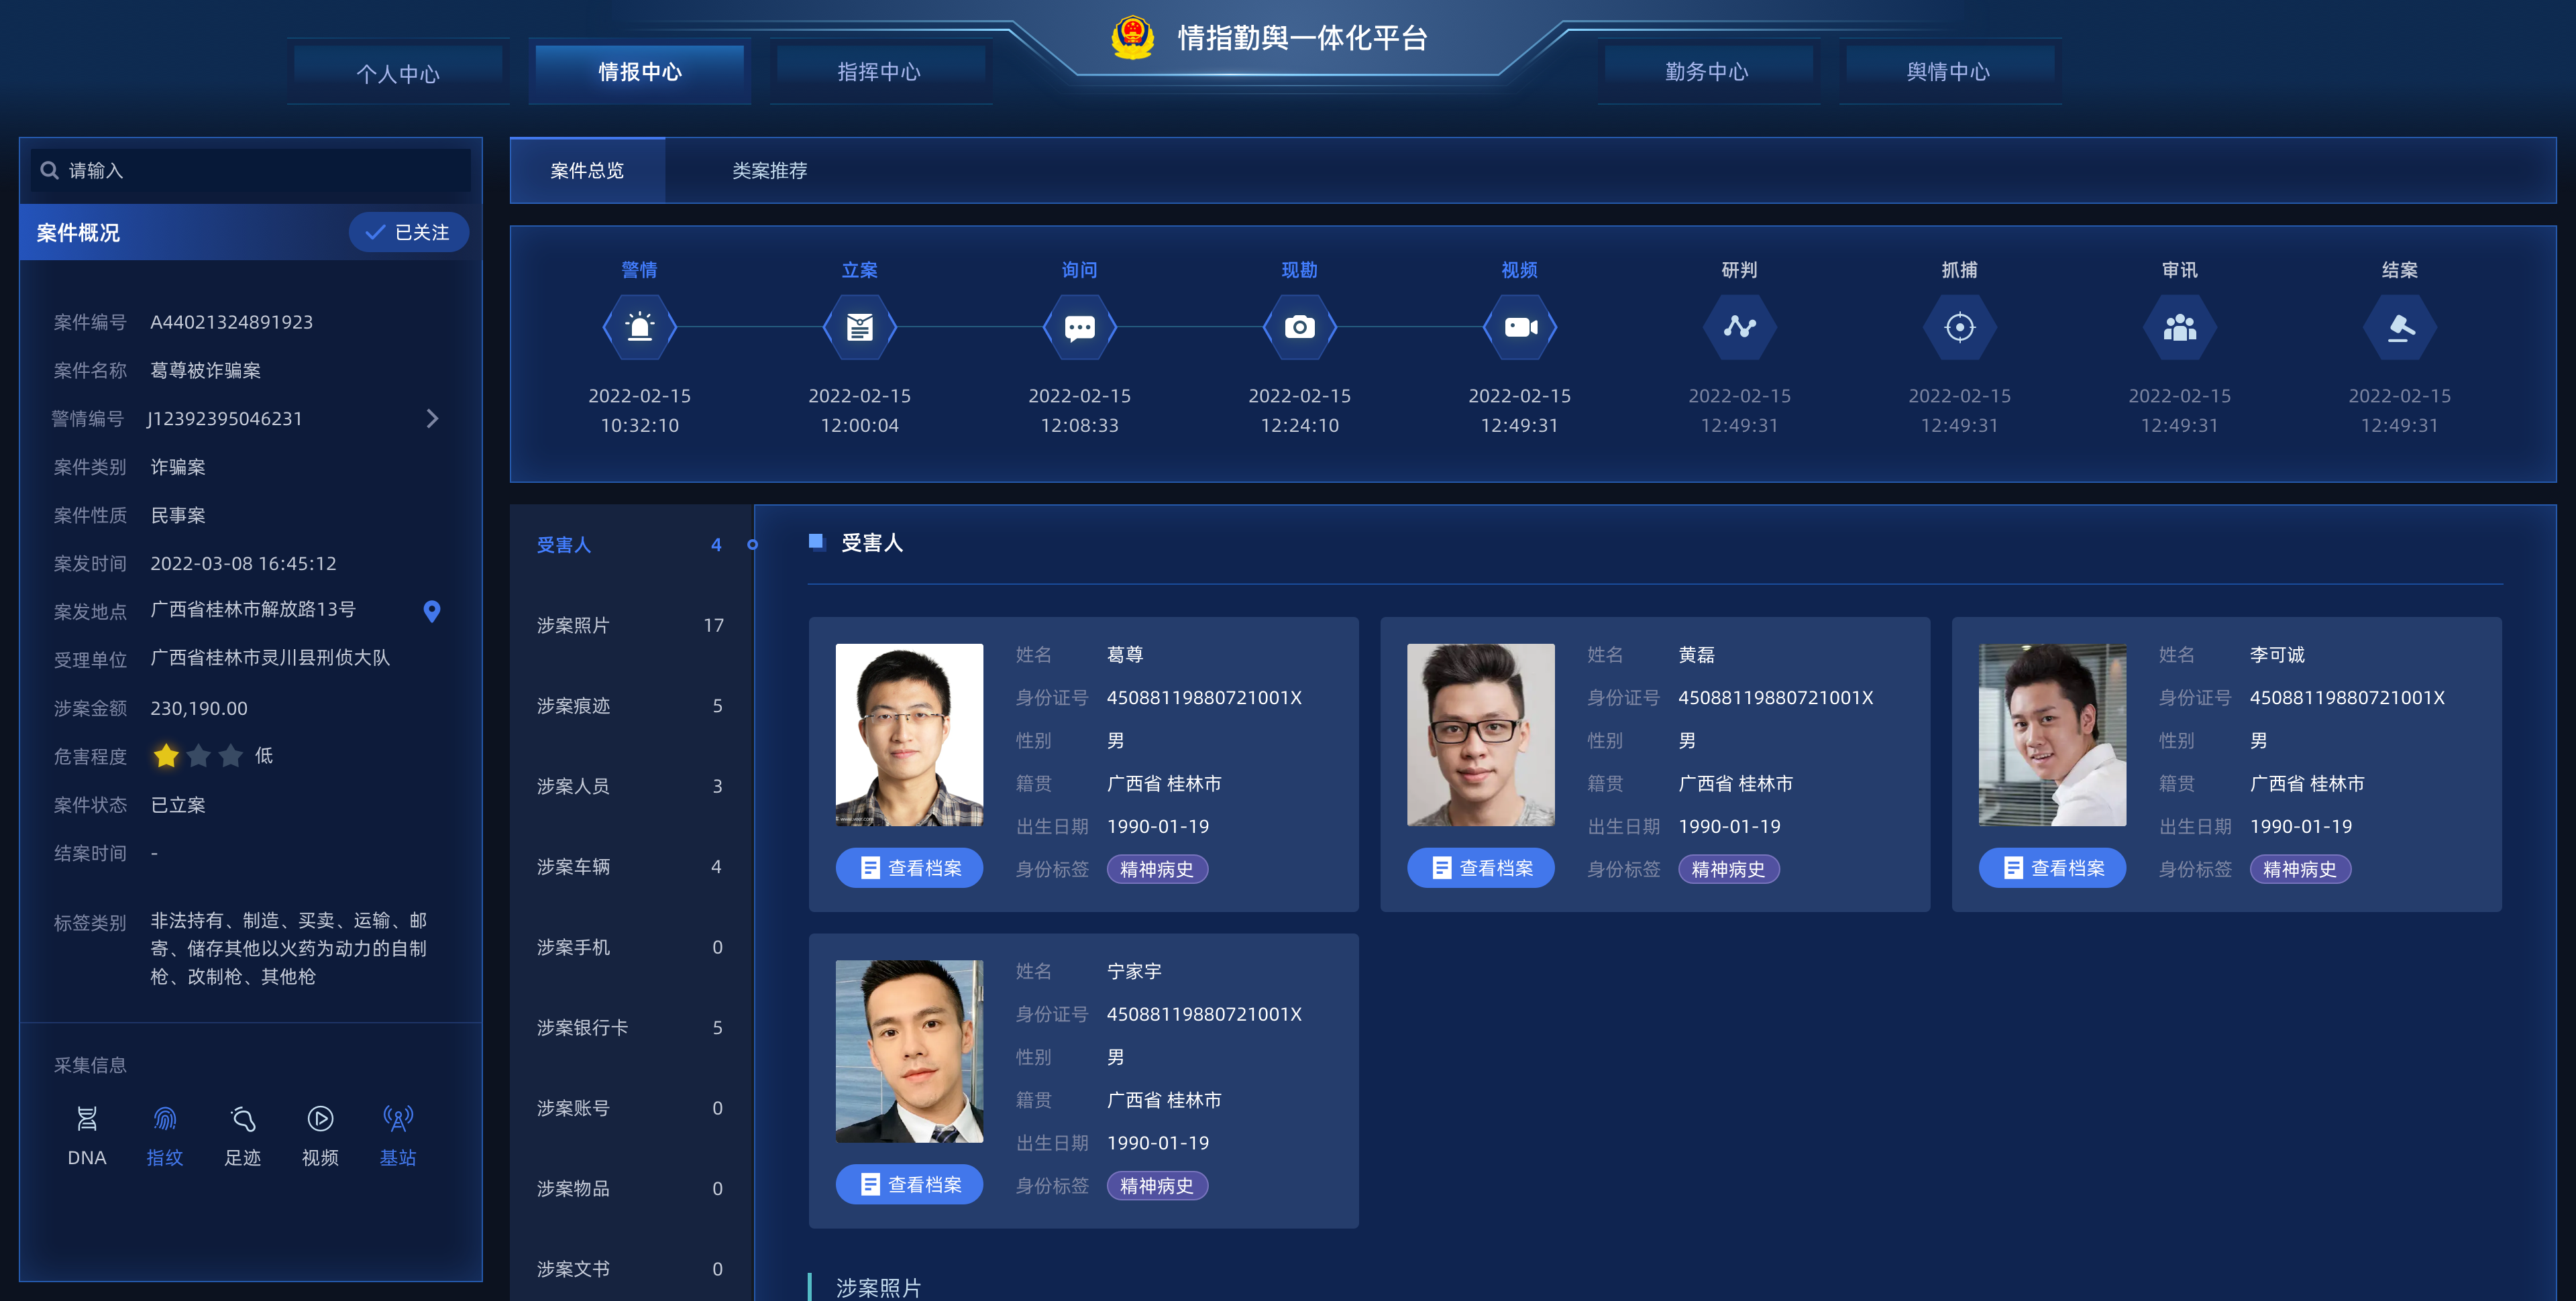 情指勤舆一体化平台
个人中心
情报中心
指挥中心
勤务中心
舆情中心
请输入
案件概况
已关注
案件编号 A44021324891923
案件名称 葛尊被诈骗案
警情编号 J12392395046231
案件类别 诈骗案
案件性质 民事案
案发时间 2022-03-08 16:45:12
案发地点 广西省桂林市解放路13号
受理单位 广西省桂林市灵川县刑侦大队
涉案金额 230,190.00
危害程度 低
案件状态 已立案
结案时间 -
标签类别 非法持有、制造、买卖、运输、邮
寄、储存其他以火药为动力的自制
枪、改制枪、其他枪
采集信息
DNA 指纹 足迹 视频 基站
案件总览 类案推荐
警情 立案 询问 现勘 视频 研判 抓捕 审讯 结案
2022-02-15 2022-02-15 2022-02-15 2022-02-15 2022-02-15 2022-02-15 2022-02-15 2022-02-15 2022-02-15
10:32:10 12:00:04 12:08:33 12:24:10 12:49:31 12:49:31 12:49:31 12:49:31 12:49:31
受害人 4
涉案照片 17
涉案痕迹 5
涉案人员 3
涉案车辆 4
涉案手机 0
涉案银行卡 5
涉案账号 0
涉案物品 0
涉案文书 0
受害人
姓名 葛尊
身份证号 45088119880721001X
性别 男
籍贯 广西省 桂林市
出生日期 1990-01-19
身份标签 精神病史
查看档案
姓名 黄磊
身份证号 45088119880721001X
性别 男
籍贯 广西省 桂林市
出生日期 1990-01-19
身份标签 精神病史
查看档案
姓名 李可诚
身份证号 45088119880721001X
性别 男
籍贯 广西省 桂林市
出生日期 1990-01-19
身份标签 精神病史
查看档案
姓名 宁家宇
身份证号 45088119880721001X
性别 男
籍贯 广西省 桂林市
出生日期 1990-01-19
身份标签 精神病史
查看档案
涉案照片